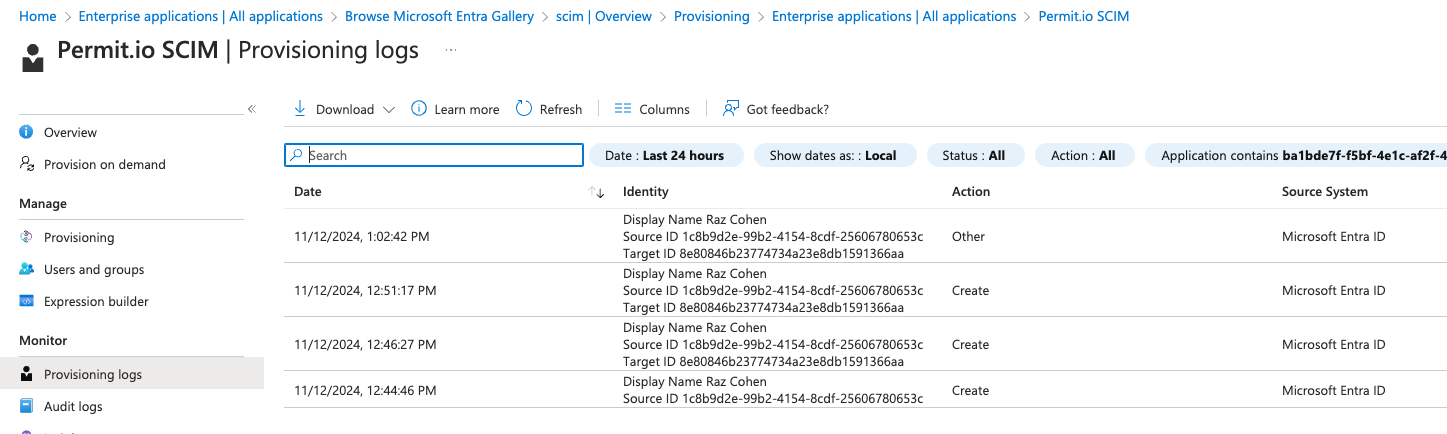 Home > Enterprise applications | All applications > Browse Microsoft Entra Gallery > scim | Overview > Provisioning > Enterprise applications | All applications > Permit.io SCIM
Permit.io SCIM | Provisioning logs ...
«
Overview
Provision on demand
Manage
Provisioning
Users and groups
Expression builder
Monitor
Provisioning logs
Audit logs
Download Learn more Refresh Columns Got feedback?
Search Date : Last 24 hours Show dates as: : Local Status : All Action : All Application contains ba1bde7f-f5bf-4e1c-af2f-4
Date Identity Action Source System
Display Name Raz Cohen
11/12/2024, 1:02:42 PM Source ID 1c8b9d2e-99b2-4154-8cdf-25606780653c Other Microsoft Entra ID
Target ID 8e80846b23774734a23e8db1591366aa
Display Name Raz Cohen
11/12/2024, 12:51:17 PM Source ID 1c8b9d2e-99b2-4154-8cdf-25606780653c Create Microsoft Entra ID
Target ID 8e80846b23774734a23e8db1591366aa
Display Name Raz Cohen
11/12/2024, 12:46:27 PM Source ID 1c8b9d2e-99b2-4154-8cdf-25606780653c Create Microsoft Entra ID
Target ID 8e80846b23774734a23e8db1591366aa
Display Name Raz Cohen
11/12/2024, 12:44:46 PM Source ID 1c8b9d2e-99b2-4154-8cdf-25606780653c Create Microsoft Entra ID